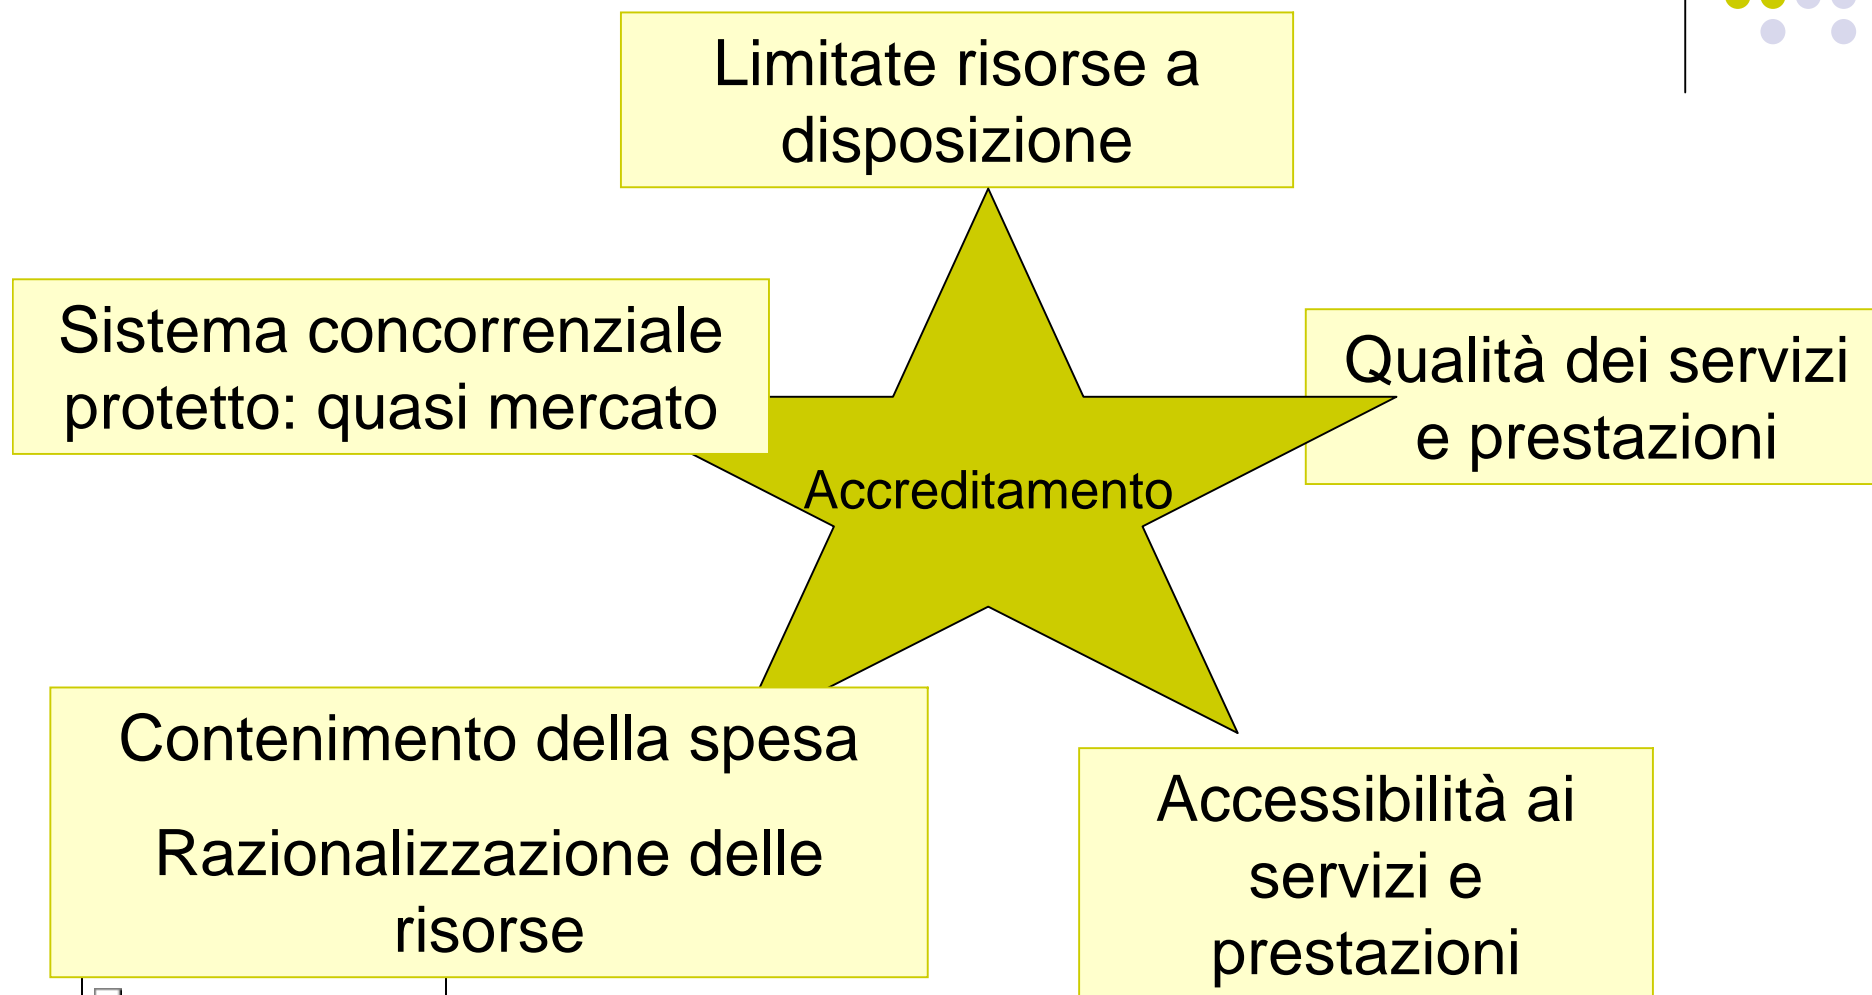 Limitate risorse a
disposizione
Sistema concorrenziale
protetto: quasi mercato
Qualità dei servizi
e prestazioni
Accreditamento
Contenimento della spesa
Razionalizzazione delle
risorse
Accessibilità ai
servizi e
prestazioni